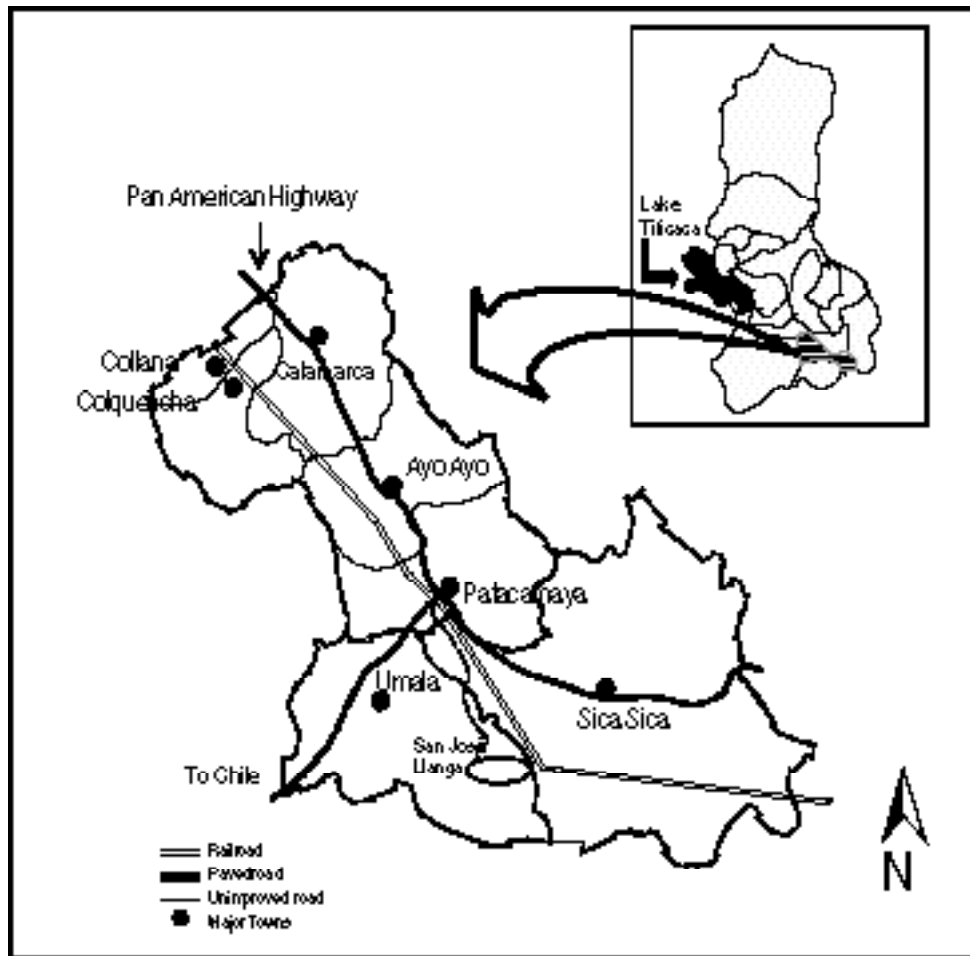 Pan American Highway
Lake
Titicaca
Collana
Calamarca
Colquencha
Ayo Ayo
Patacamaya
Umala
Sica Sica
San Jose
Llanga
To Chile
N
Railroad
Paved road
Unimproved road
Major Towns